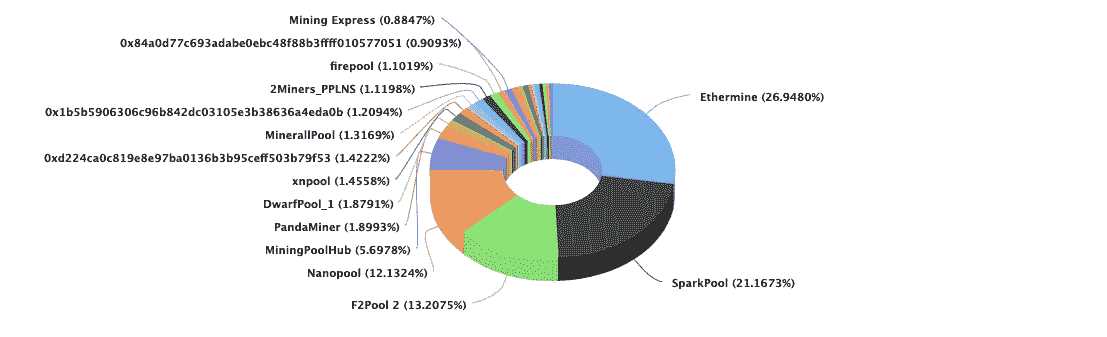 Mining Express (0.8847%)
0x84a0d77c693adabe0ebc48f88b3ffff010577051 (0.9093%)
firepool (1.1019%)
2Miners_PPLNS (1.1198%)
0x1b5b5906306c96b842dc03105e3b38636a4eda0b (1.2094%)
MinerallPool (1.3169%)
0xd224ca0c819e8e97ba0136b3b95ceff503b79f53 (1.4222%)
xnpool (1.4558%)
DwarfPool_1 (1.8791%)
PandaMiner (1.8993%)
MiningPoolHub (5.6978%)
Nanopool (12.1324%)
F2Pool 2 (13.2075%)
Ethermine (26.9480%)
SparkPool (21.1673%)